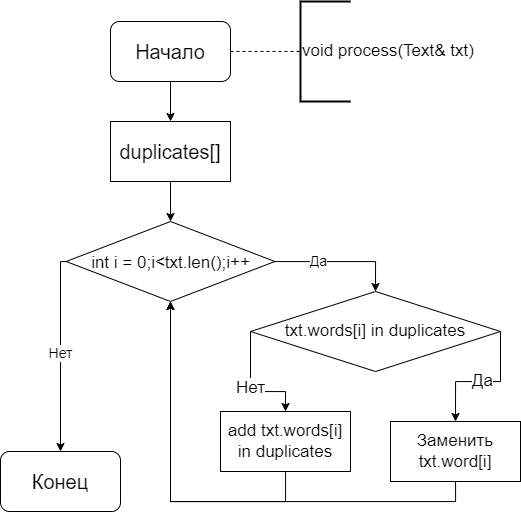 Начало
void process(Text& txt)
duplicates[]
int i = 0;i<txt.len();i++
Да
txt.words[i] in duplicates
Нет
Нет
Да
add txt.words[i]
in duplicates
Заменить
txt.word[i]
Конец